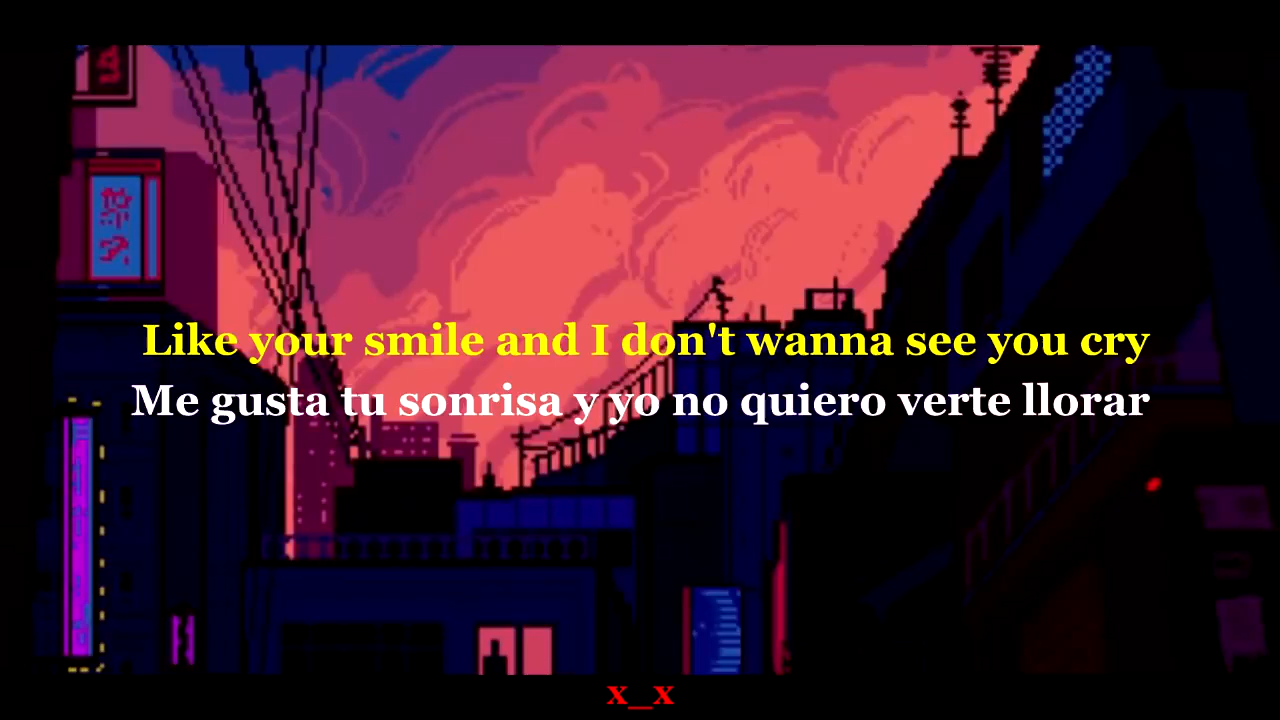 Like your smile and I don't wanna see you cry
Me gusta tu sonrisa y yo no quiero verte llorar
x_x